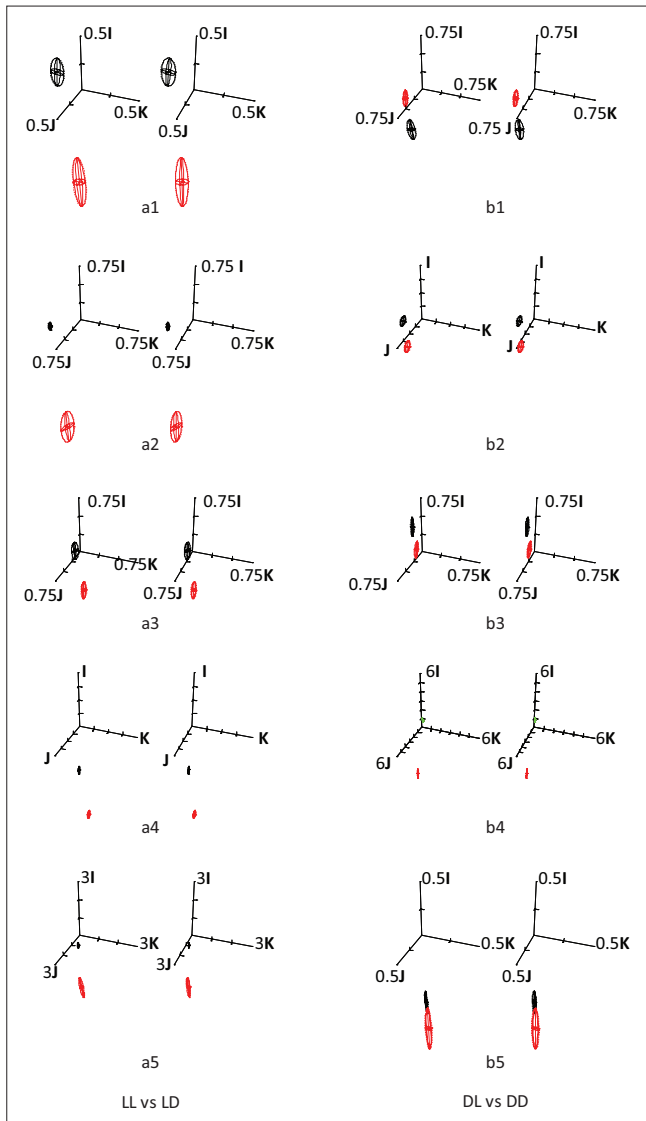 0.5I 0.5I
0.5K 0.5K
0.5J 0.5J
a1
0.75I 0.75I
0.75K
0.75K
0.75J 0.75 J
b1
0.75I 0.75 I
0.75K 0.75K
0.75J 0.75J
a2
I I
K K
J J
b2
0.75I 0.75I
0.75K 0.75K
0.75J 0.75J
a3
0.75I 0.75I
0.75K 0.75K
0.75J 0.75J
b3
I I
K K
J J
a4
6I 6I
6K 6K
6J 6J
b4
3I 3I
3K 3K
3J 3J
a5
0.5I 0.5I
0.5K 0.5K
0.5J 0.5J
b5
LL vs LD DL vs DD